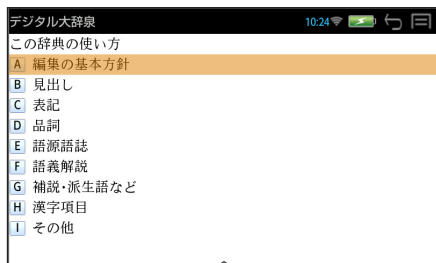 デジタル大辞泉 10:24
この辞典の使い方
A 編集の基本方針
B 見出し
C 表記
D 品詞
E 語源語誌
F 語義解説
G 補説･派生語など
H 漢字項目
I その他